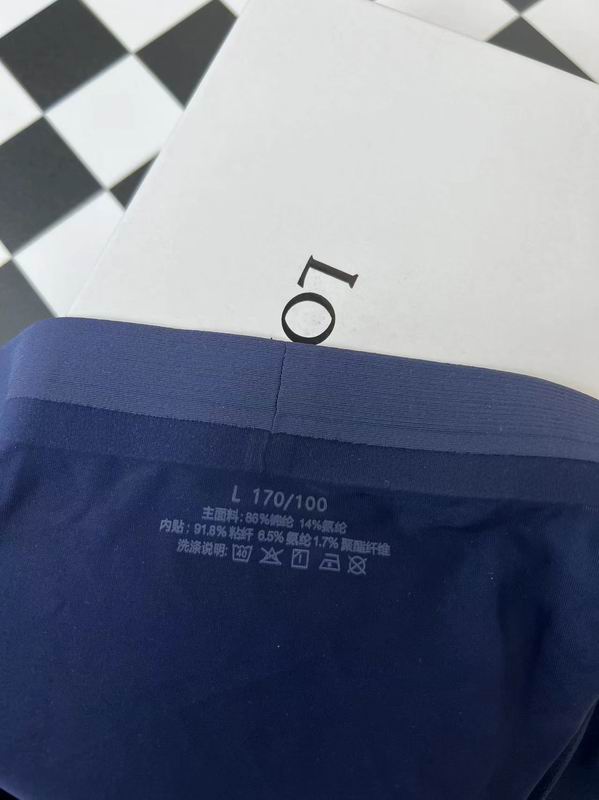 LO
L 170/100
主面料:86%锦纶 14%氨纶
内贴;91.8%粘纤 6.5%氨纶1.7% 聚酯纤维
洗涤说明: 40